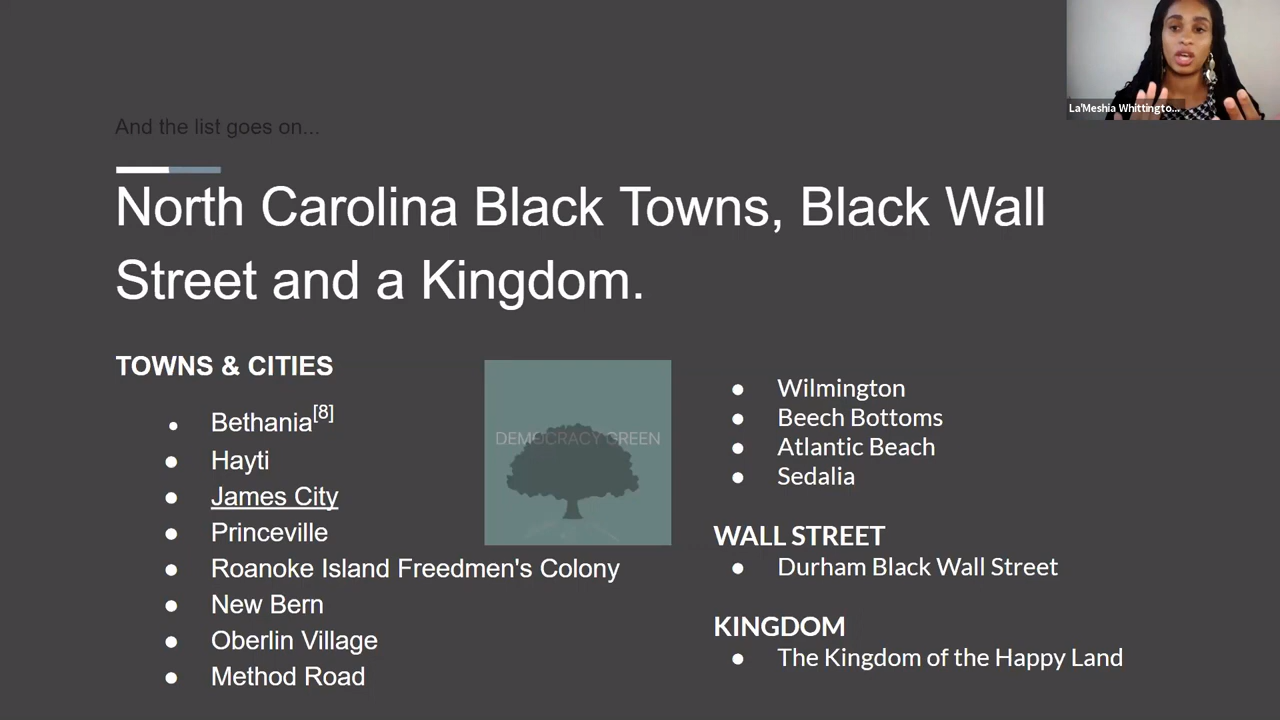 And the list goes on...
North Carolina Black Towns, Black Wall
Street and a Kingdom.
TOWNS & CITIES
● Bethania[8]
● Hayti
● James City
● Princeville
● Roanoke Island Freedmen's Colony
● New Bern
● Oberlin Village
● Method Road
DEMOCRACY GREEN
● Wilmington
● Beech Bottoms
● Atlantic Beach
● Sedalia
WALL STREET
● Durham Black Wall Street
KINGDOM
● The Kingdom of the Happy Land
La'Meshia Whittingto...